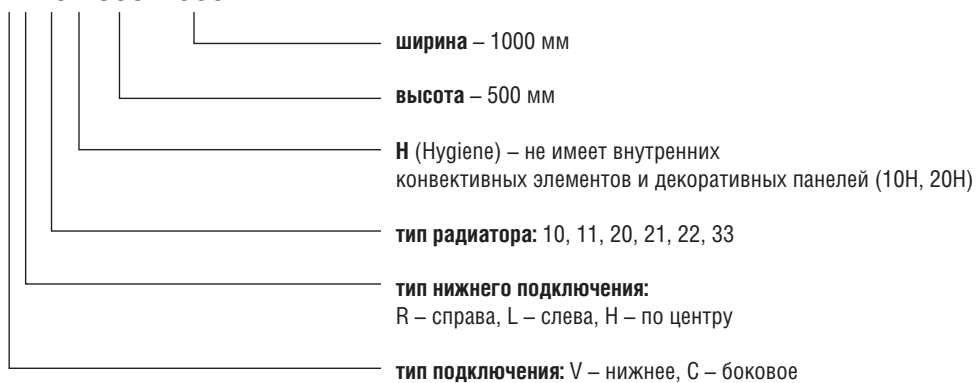 ширина – 1000 мм
высота – 500 мм
H (Hygiene) – не имеет внутренних
конвективных элементов и декоративных панелей (10H, 20H)
тип радиатора: 10, 11, 20, 21, 22, 33
тип нижнего подключения:
R – справа, L – слева, H – по центру
тип подключения: V – нижнее, C – боковое